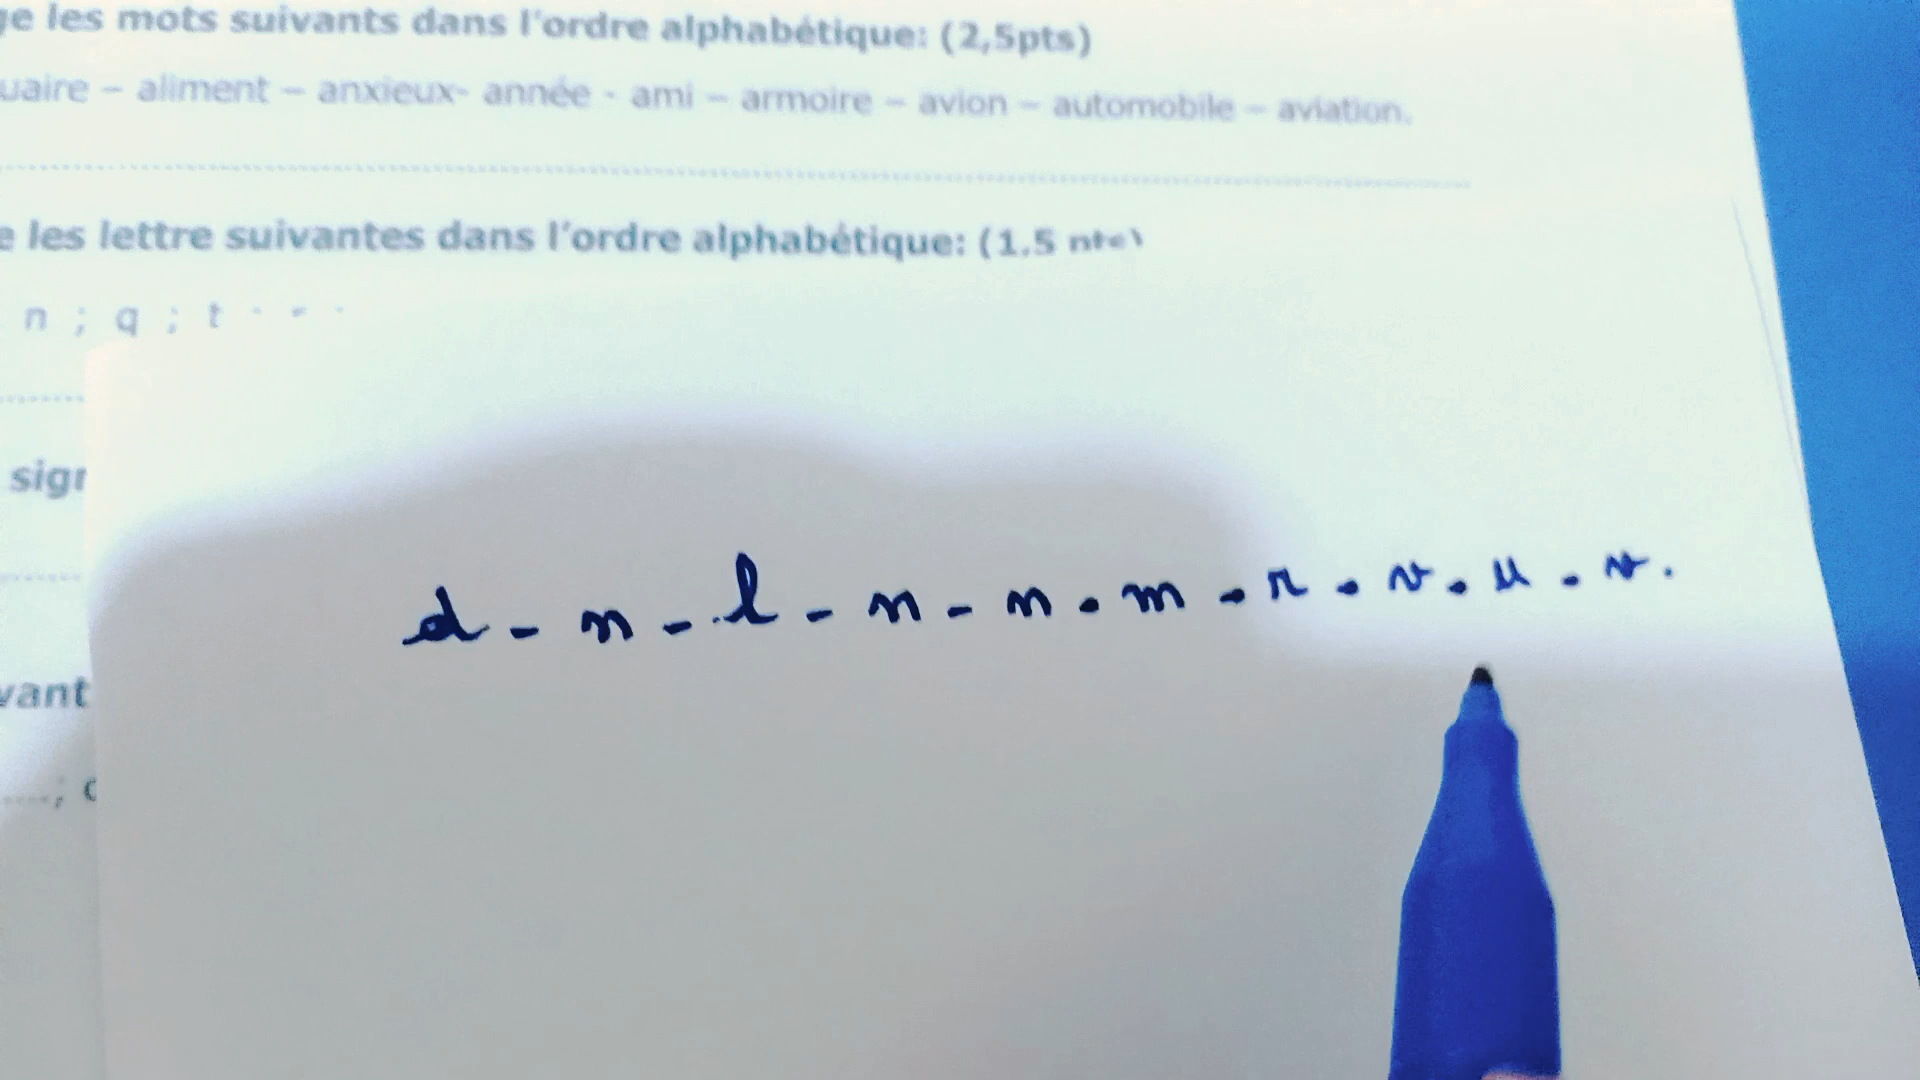 ge les mots suivants dans l'ordre alphabétique: (2,5pts)
uaire – aliment – anxieux- année - ami – armoire – avion – automobile – aviation.
e les lettre suivantes dans l'ordre alphabétique: (1,5 pts)
n ; q ; t
sign
d - n - l - n - n . m . r . v . u . v .
vant
....; c